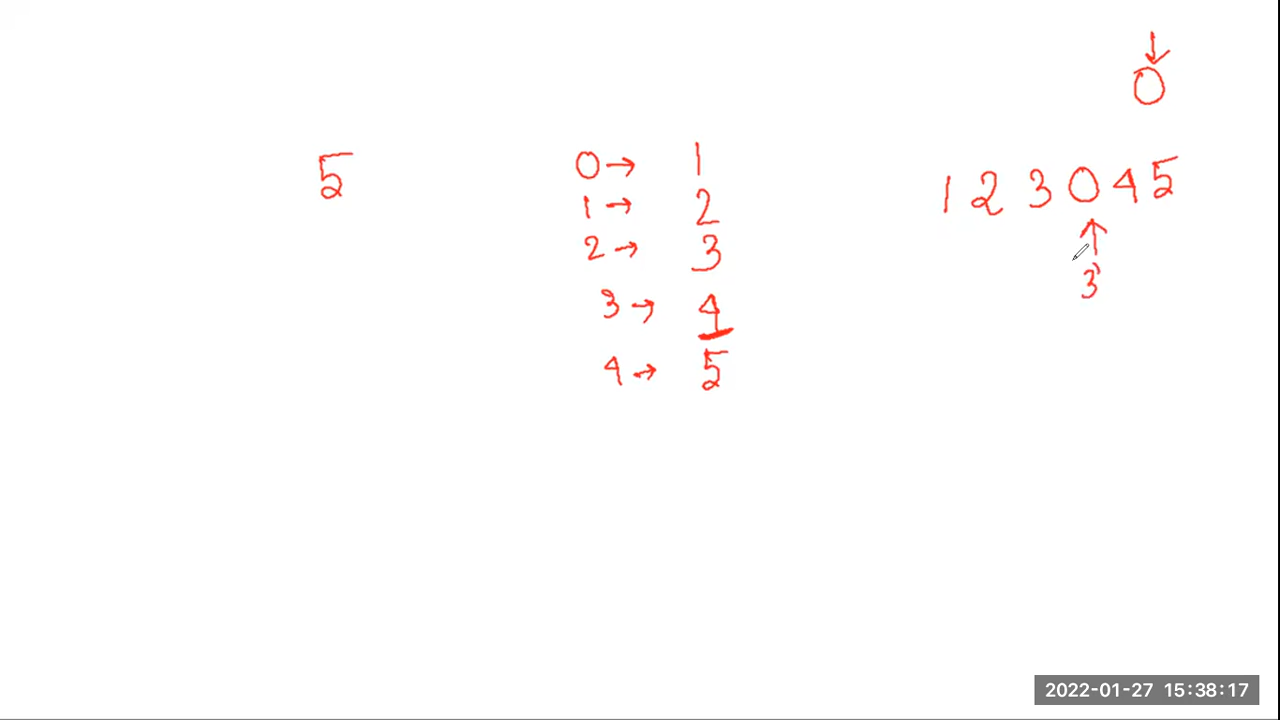 ↓
0
5
0 → 1
1 → 2
2 → 3
3 → 4
4 → 5
1 2 3 0 4 5
↑
3
2022-01-27 15:38:17